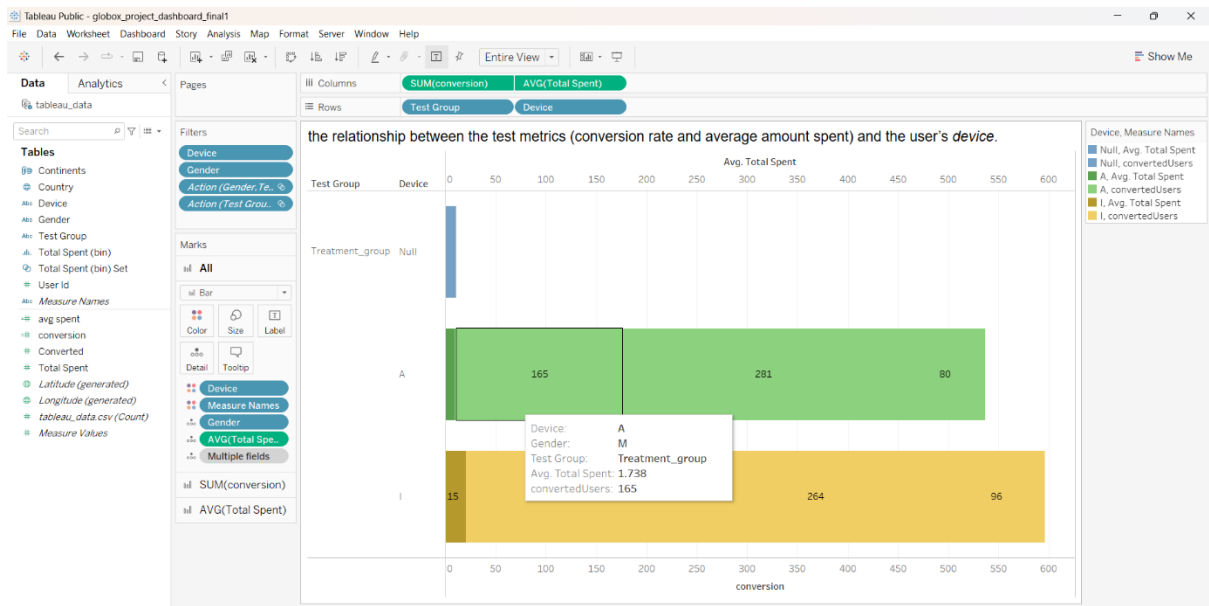 Tableau Public - globox_project_dashboard_final1
File Data Worksheet Dashboard Story Analysis Map Format Server Window Help
Entire View
Show Me
Data Analytics
tableau_data
Search
Tables
Continents
Country
Abc Device
Abc Gender
Abc Test Group
Total Spent (bin)
Total Spent (bin) Set
# User Id
Abc Measure Names
avg spent
conversion
# Converted
# Total Spent
Latitude (generated)
Longitude (generated)
# tableau_data.csv (Count)
# Measure Values
Pages
Filters
Device
Gender
Action (Gender,Te..
Action (Test Grou..
Marks
All
Bar
Color Size Label
Detail Tooltip
Device
Measure Names
Gender
AVG(Total Spe..
Multiple fields
SUM(conversion)
AVG(Total Spent)
Columns SUM(conversion) AVG(Total Spent)
Rows Test Group Device
the relationship between the test metrics (conversion rate and average amount spent) and the user's device.
Avg. Total Spent
Test Group Device 0 50 100 150 200 250 300 350 400 450 500 550 600
Treatment_group Null
A 165 281 80
Device: A
Gender: M
Test Group: Treatment_group
Avg. Total Spent: 1.738
convertedUsers: 165
I 15 264 96
0 50 100 150 200 250 300 350 400 450 500 550 600
conversion
Device, Measure Names
Null, Avg. Total Spent
Null, convertedUsers
A, Avg. Total Spent
A, convertedUsers
I, Avg. Total Spent
I, convertedUsers